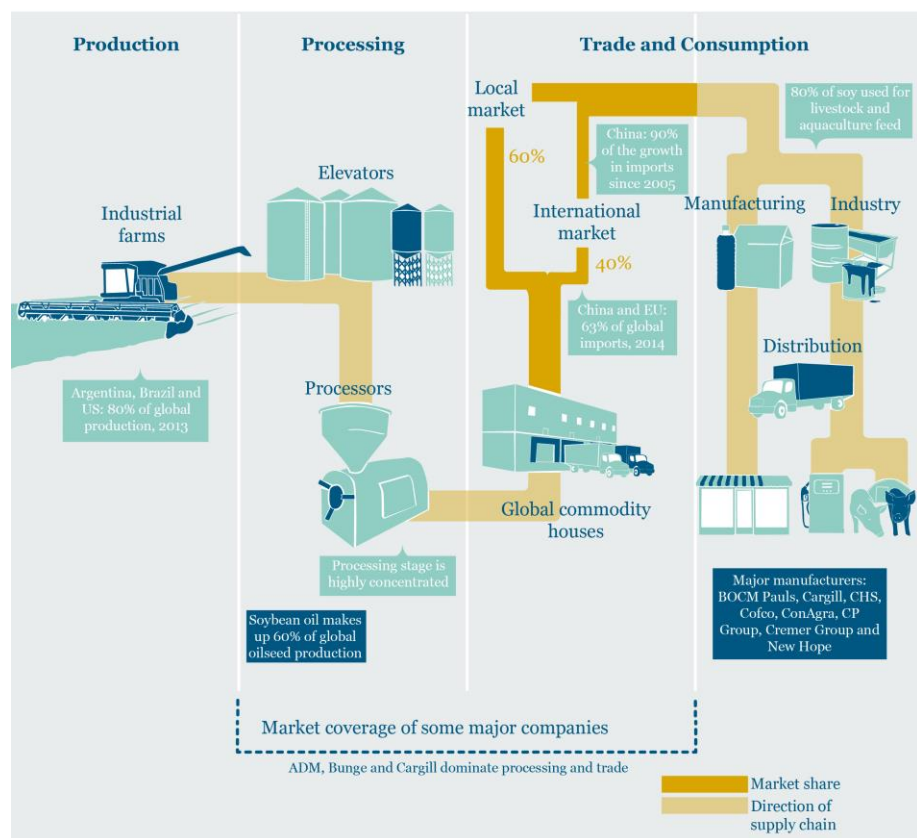 Production
Processing
Trade and Consumption
Industrial
farms
Argentina, Brazil and
US: 80% of global
production, 2013
Elevators
Processors
Processing stage is
highly concentrated
Soybean oil makes
up 60% of global
oilseed production
Local
market
60%
China: 90%
of the growth
in imports
since 2005
International
market
40%
China and EU:
63% of global
imports, 2014
Global commodity
houses
80% of soy used for
livestock and
aquaculture feed
Manufacturing
Industry
Distribution
Major manufacturers:
BOCM Pauls, Cargill, CHS,
Cofco, ConAgra, CP
Group, Cremer Group and
New Hope
Market coverage of some major companies
ADM, Bunge and Cargill dominate processing and trade
Market share
Direction of
supply chain